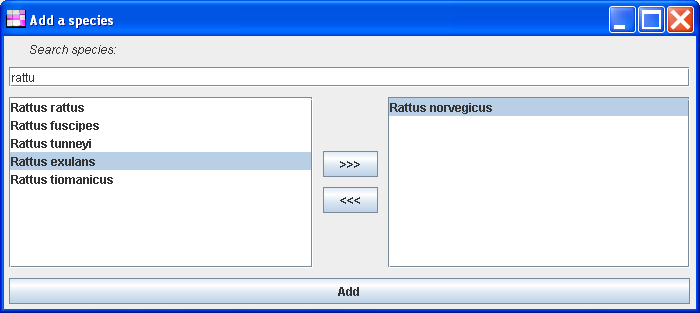 Add a species
Search species:
rattu
Rattus rattus
Rattus fuscipes
Rattus tunneyi
Rattus exulans
Rattus tiomanicus
>>>
<<<
Rattus norvegicus
Add